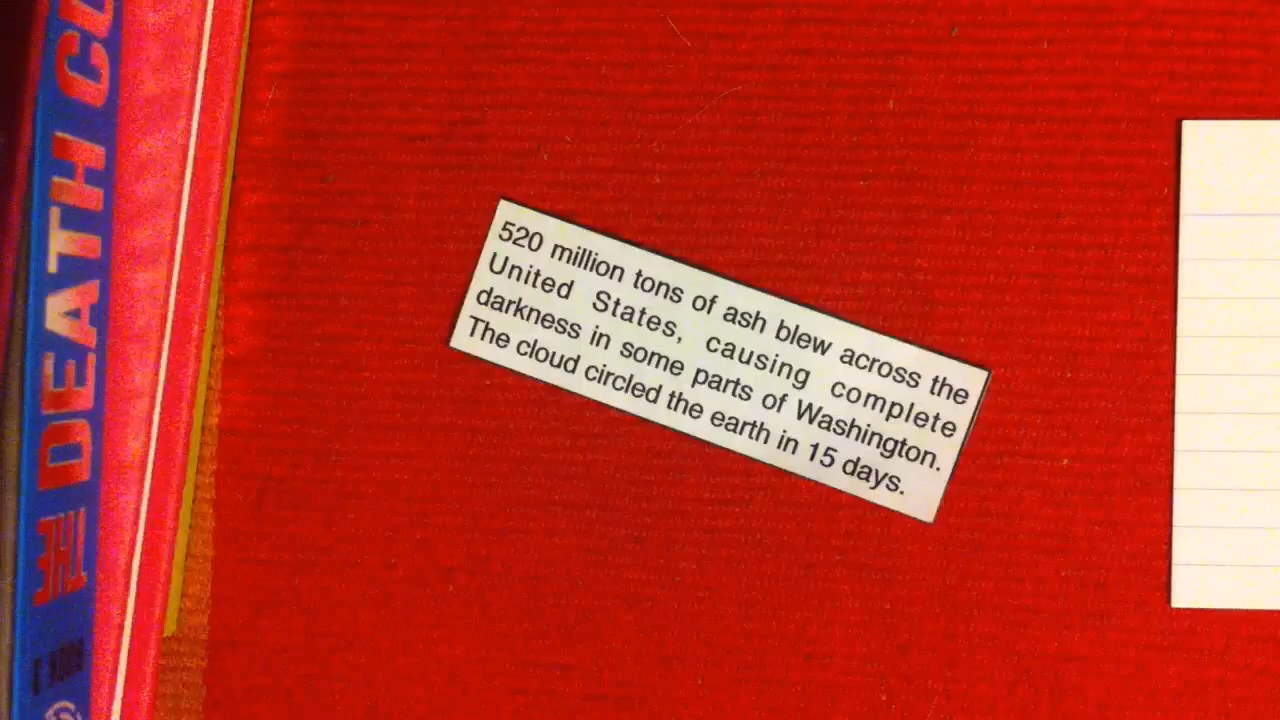 THE DEATH
520 million tons of ash blew across the
United States, causing complete
darkness in some parts of Washington.
The cloud circled the earth in 15 days.